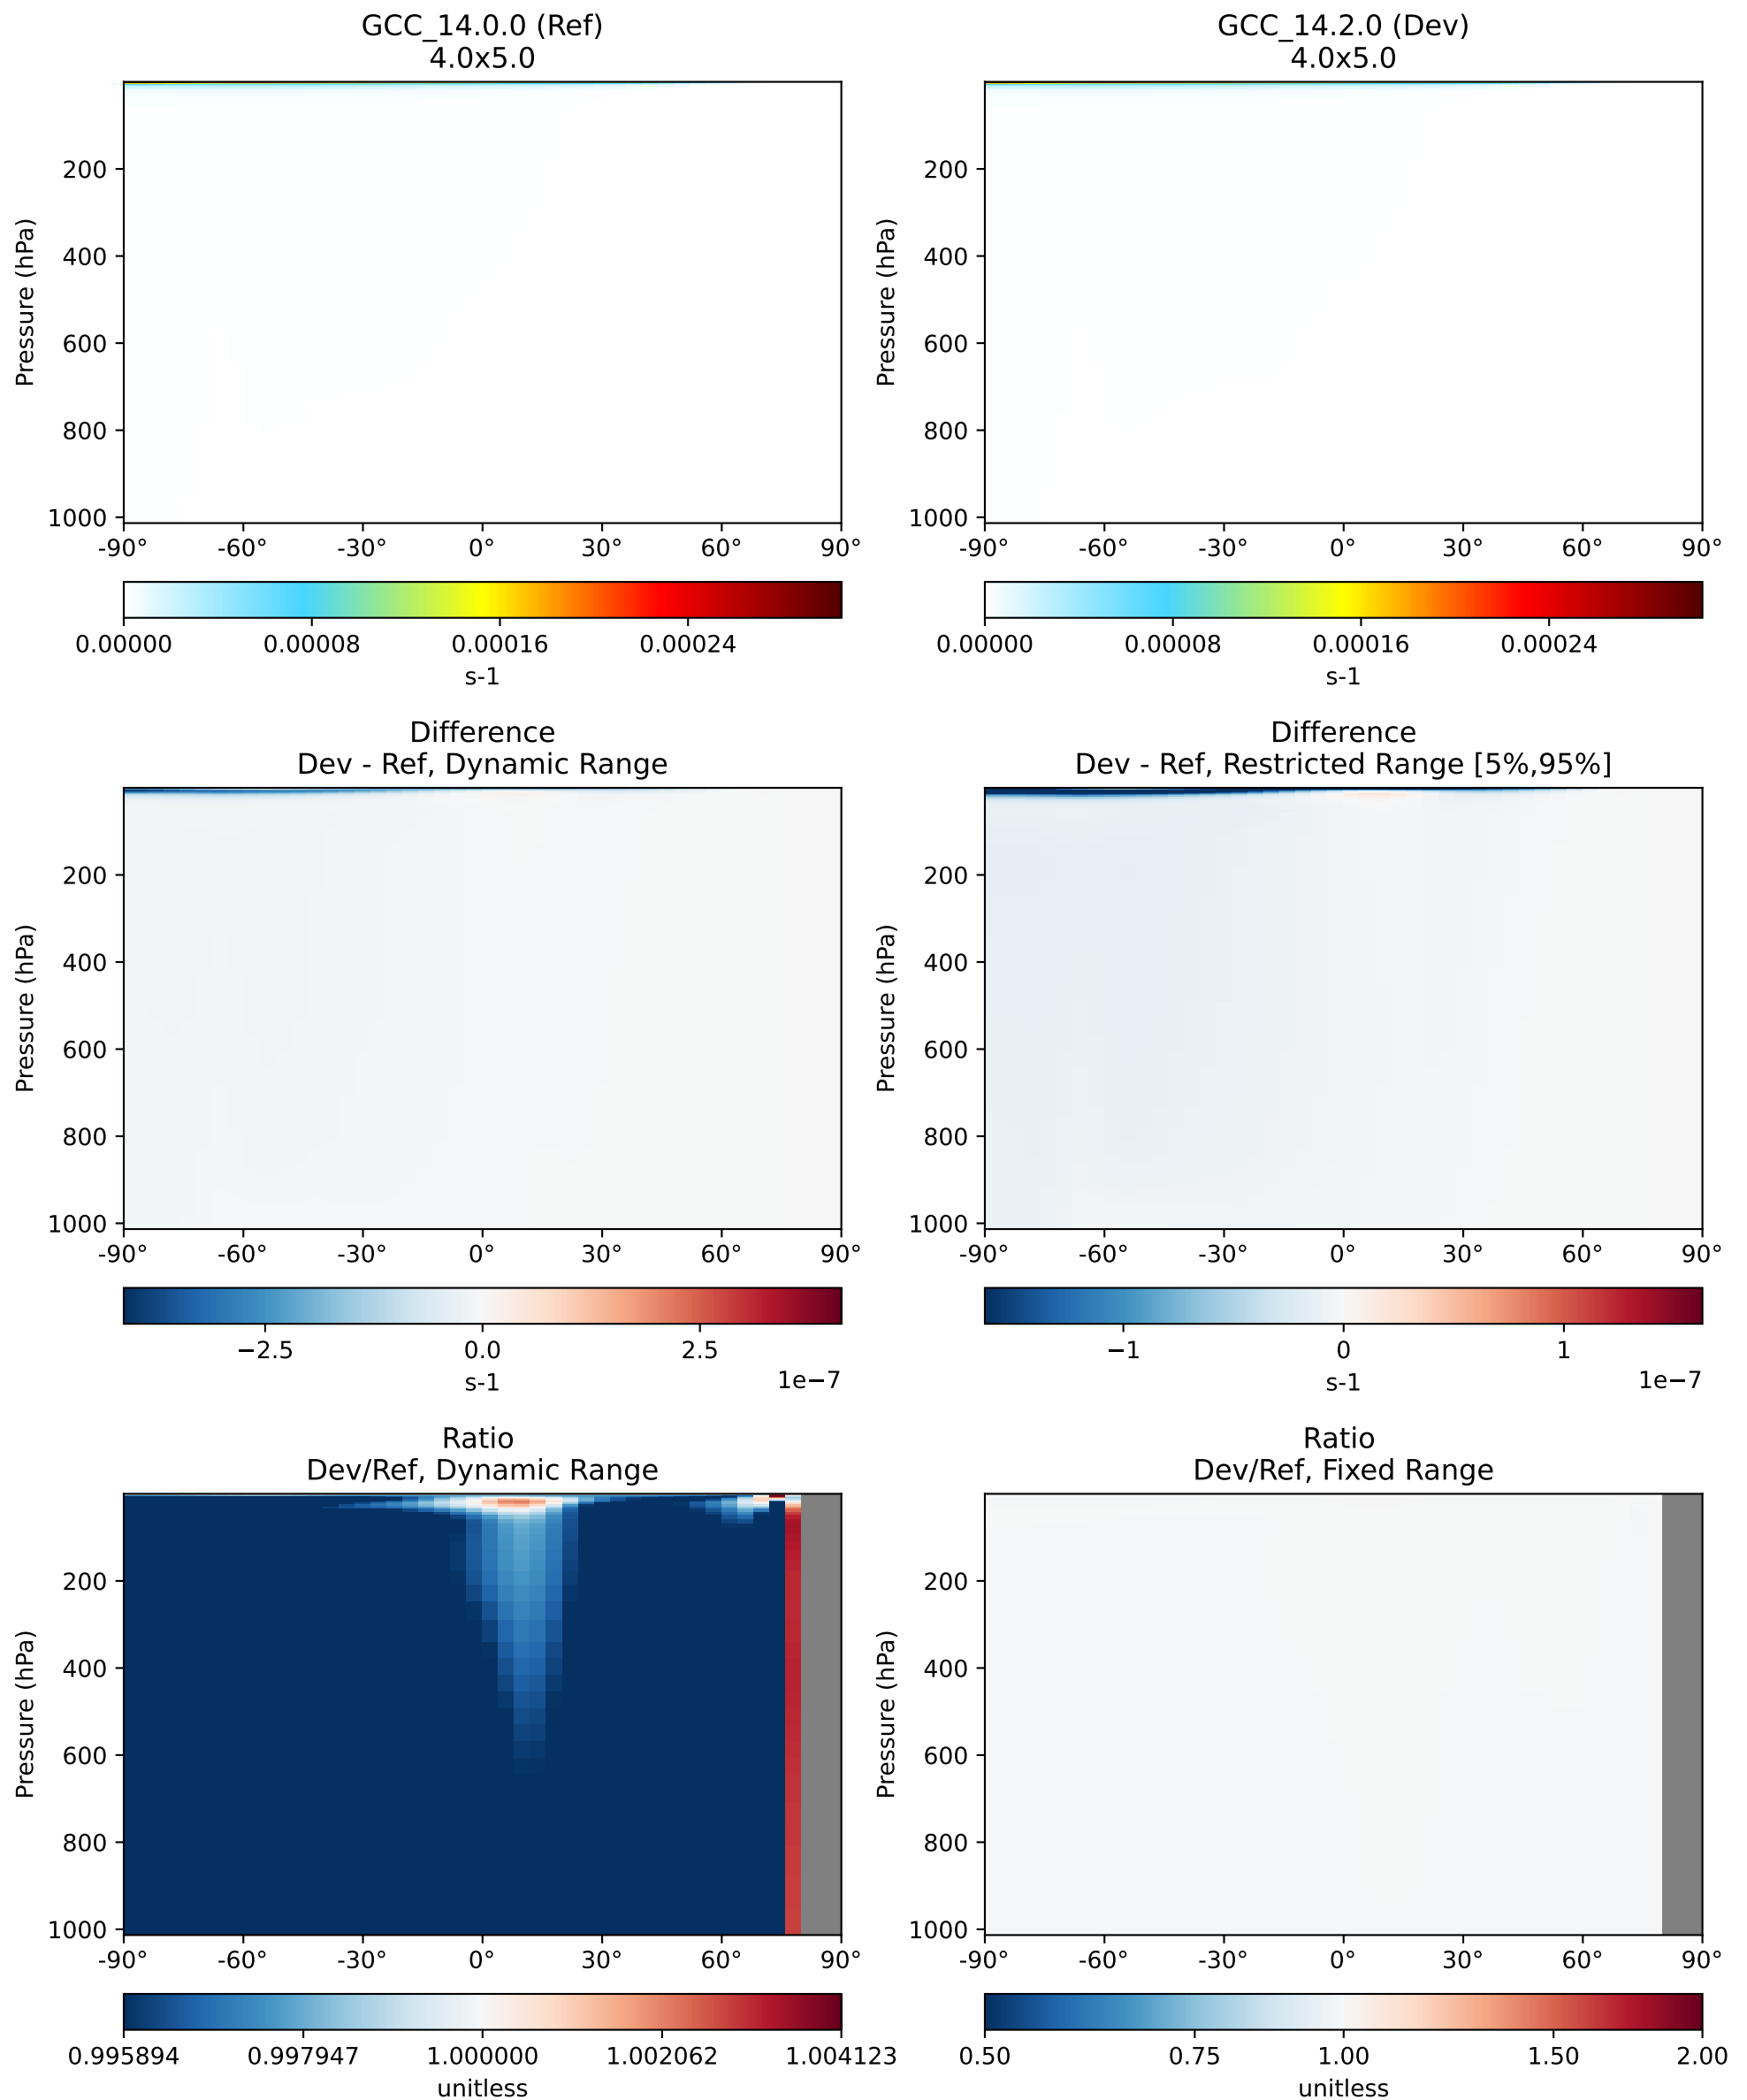 GCC_14.0.0 (Ref)
4.0x5.0
Pressure (hPa)
200
400
600
800
1000
-90° -60° -30° 0° 30° 60° 90°
0.00000 0.00008 0.00016 0.00024
s-1
GCC_14.2.0 (Dev)
4.0x5.0
Pressure (hPa)
200
400
600
800
1000
-90° -60° -30° 0° 30° 60° 90°
0.00000 0.00008 0.00016 0.00024
s-1
Difference
Dev - Ref, Dynamic Range
Pressure (hPa)
200
400
600
800
1000
-90° -60° -30° 0° 30° 60° 90°
−2.5 0.0 2.5
s-1 1e−7
Difference
Dev - Ref, Restricted Range [5%,95%]
Pressure (hPa)
200
400
600
800
1000
-90° -60° -30° 0° 30° 60° 90°
−1 0 1
s-1 1e−7
Ratio
Dev/Ref, Dynamic Range
Pressure (hPa)
200
400
600
800
1000
-90° -60° -30° 0° 30° 60° 90°
0.995894 0.997947 1.000000 1.002062 1.004123
unitless
Ratio
Dev/Ref, Fixed Range
Pressure (hPa)
200
400
600
800
1000
-90° -60° -30° 0° 30° 60° 90°
0.50 0.75 1.00 1.50 2.00
unitless